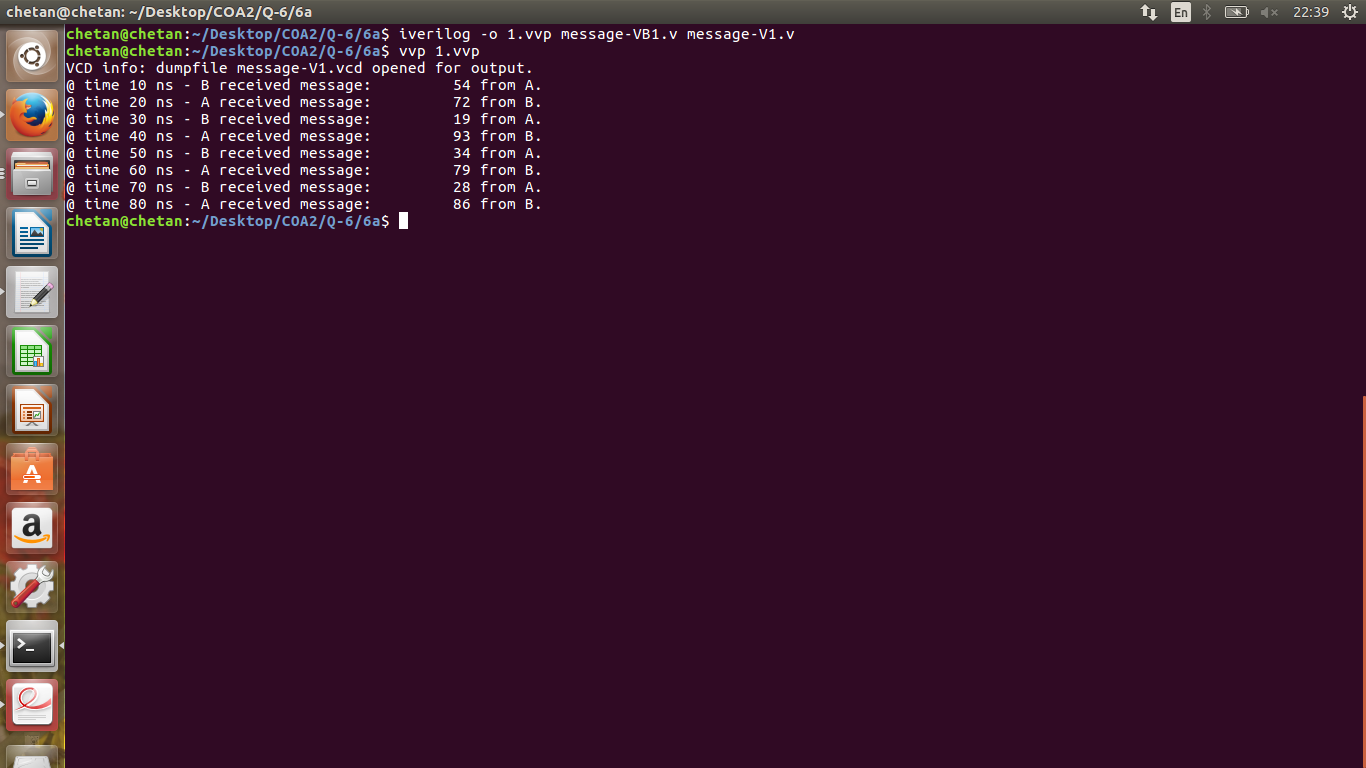 chetan@chetan: ~/Desktop/COA2/Q-6/6a
En
22:39
chetan@chetan:~/Desktop/COA2/Q-6/6a$ iverilog -o 1.vvp message-VB1.v message-V1.v
chetan@chetan:~/Desktop/COA2/Q-6/6a$ vvp 1.vvp
VCD info: dumpfile message-V1.vcd opened for output.
@ time 10 ns - B received message:         54 from A.
@ time 20 ns - A received message:         72 from B.
@ time 30 ns - B received message:         19 from A.
@ time 40 ns - A received message:         93 from B.
@ time 50 ns - B received message:         34 from A.
@ time 60 ns - A received message:         79 from B.
@ time 70 ns - B received message:         28 from A.
@ time 80 ns - A received message:         86 from B.
chetan@chetan:~/Desktop/COA2/Q-6/6a$